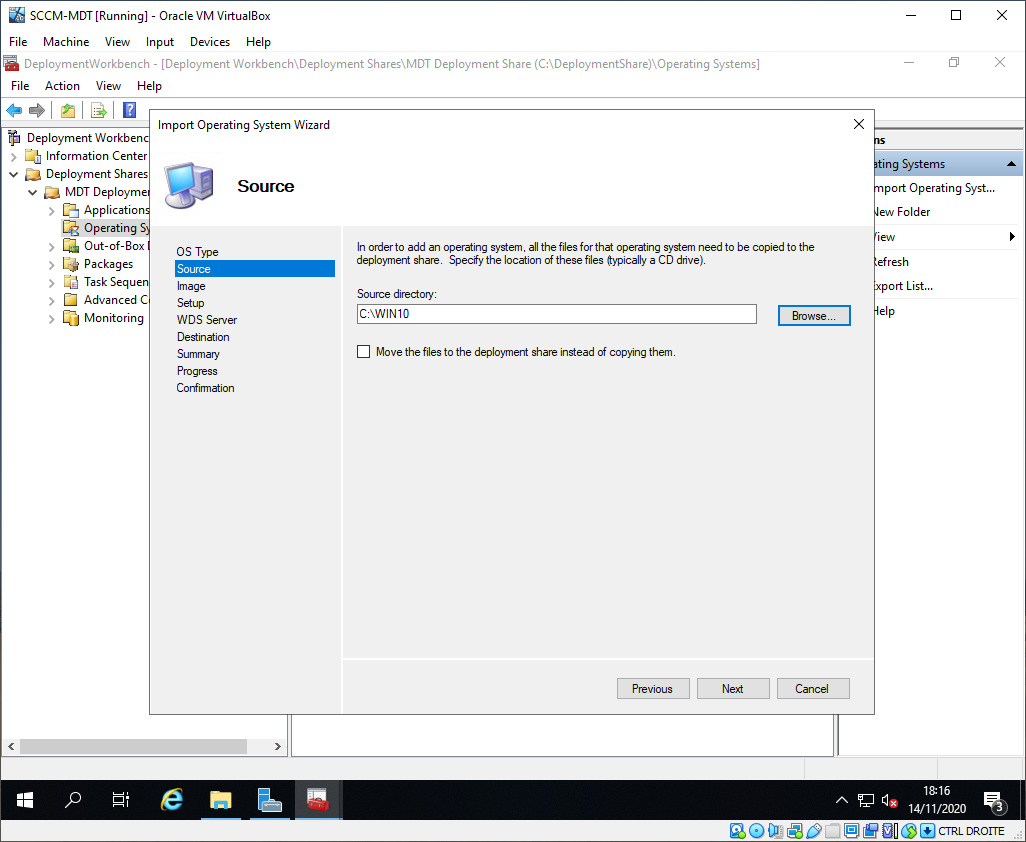 SCCM-MDT [Running] - Oracle VM VirtualBox
File Machine View Input Devices Help
DeploymentWorkbench - [Deployment Workbench\Deployment Shares\MDT Deployment Share (C:\DeploymentShare)\Operating Systems]
File Action View Help
Deployment Workbenc
Information Center
Deployment Shares
MDT Deployme
Applications
Operating Sy
Out-of-Box
Packages
Task Sequen
Advanced C
Monitoring
Import Operating System Wizard
Source
OS Type
Source
Image
Setup
WDS Server
Destination
Summary
Progress
Confirmation
In order to add an operating system, all the files for that operating system need to be copied to the
deployment share. Specify the location of these files (typically a CD drive).
Source directory:
C:\WIN10
Browse...
Move the files to the deployment share instead of copying them.
Previous Next Cancel
ns
ating Systems
mport Operating Syst...
New Folder
View
Refresh
xport List...
Help
18:16
14/11/2020
3
CTRL DROITE